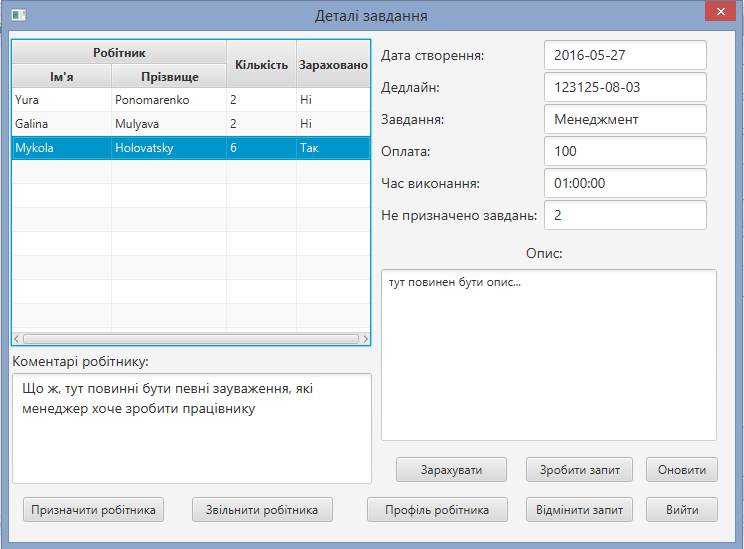 Деталі завдання
Робітник
Кількість
Зараховано
Ім'я
Прізвище
Yura Ponomarenko 2 Ні
Galina Mulyava 2 Ні
Mykola Holovatsky 6 Так
Коментарі робітнику:
Що ж, тут повинні бути певні зауваження, які
менеджер хоче зробити працівнику
Дата створення: 2016-05-27
Дедлайн: 123125-08-03
Завдання: Менеджмент
Оплата: 100
Час виконання: 01:00:00
Не призначено завдань: 2
Опис:
тут повинен бути опис...
Зарахувати Зробити запит Оновити
Призначити робітника Звільнити робітника Профіль робітника Відмінити запит Вийти